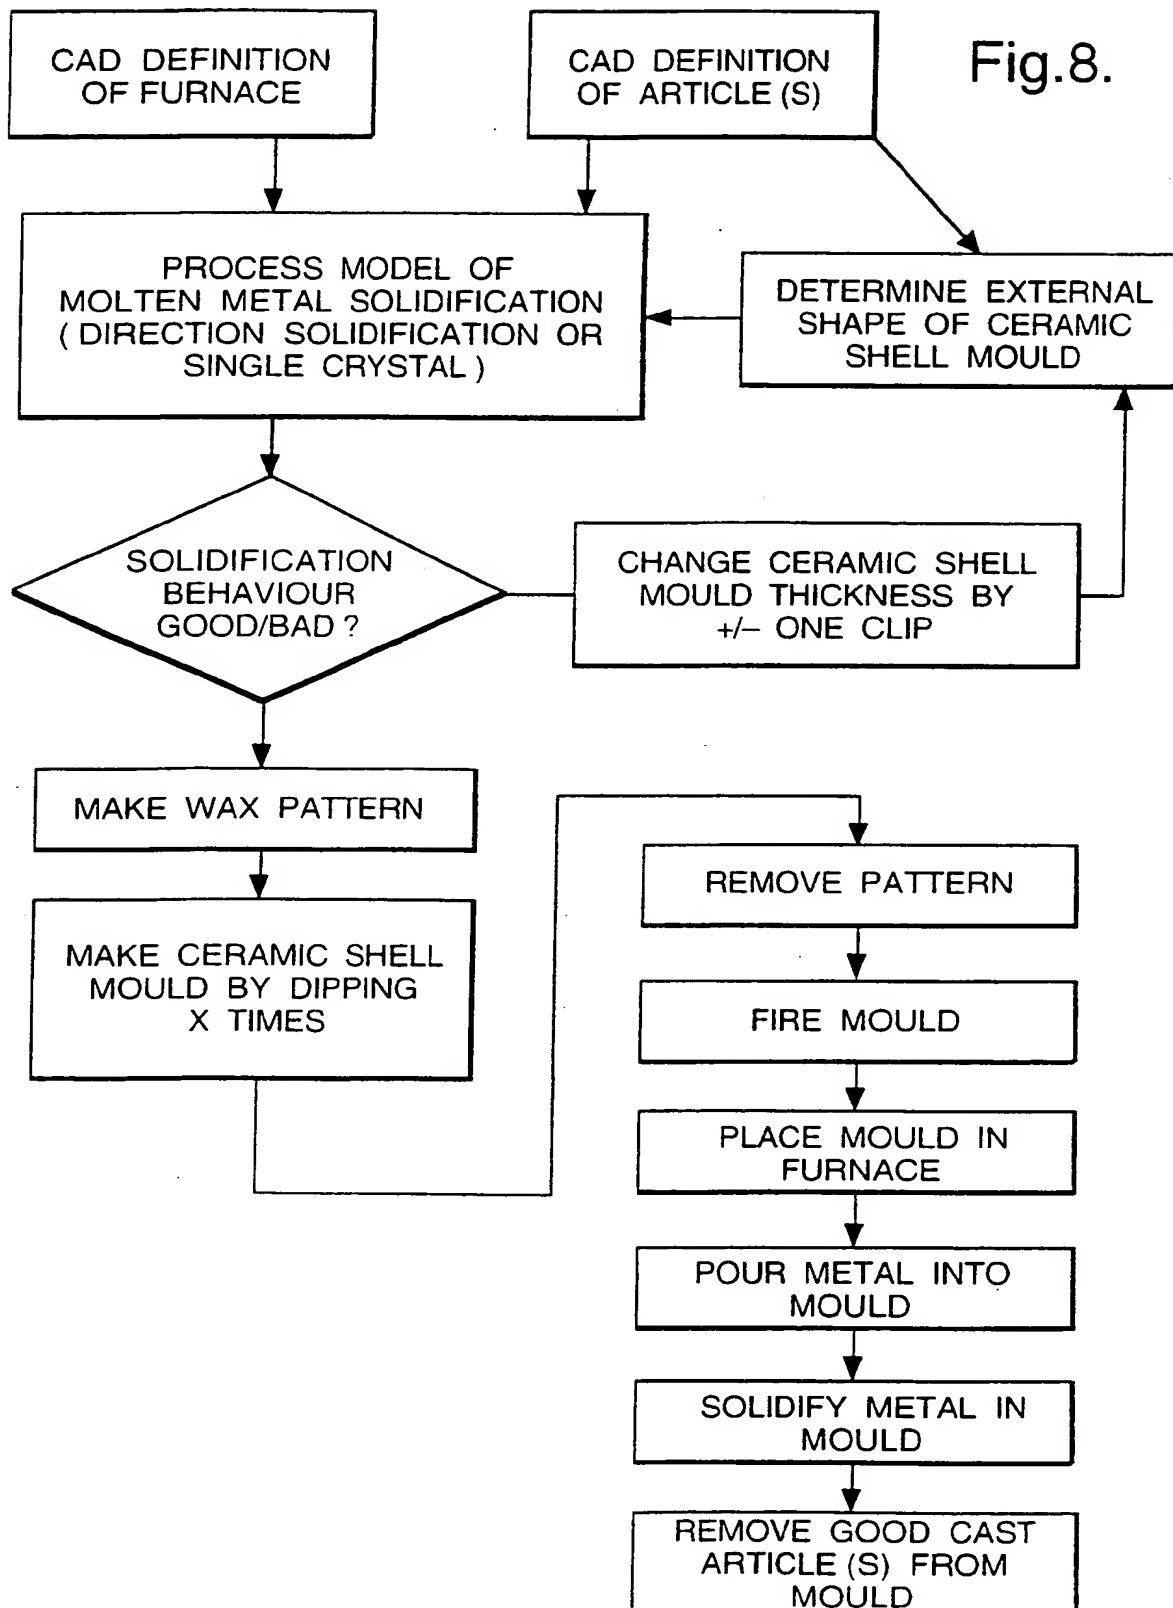 Fig.8.
CAD DEFINITION
OF FURNACE
CAD DEFINITION
OF ARTICLE (S)
PROCESS MODEL OF
MOLTEN METAL SOLIDIFICATION
( DIRECTION SOLIDIFICATION OR
SINGLE CRYSTAL )
DETERMINE EXTERNAL
SHAPE OF CERAMIC
SHELL MOULD
SOLIDIFICATION
BEHAVIOUR
GOOD/BAD ?
CHANGE CERAMIC SHELL
MOULD THICKNESS BY
+/– ONE CLIP
MAKE WAX PATTERN
MAKE CERAMIC SHELL
MOULD BY DIPPING
X TIMES
REMOVE PATTERN
FIRE MOULD
PLACE MOULD IN
FURNACE
POUR METAL INTO
MOULD
SOLIDIFY METAL IN
MOULD
REMOVE GOOD CAST
ARTICLE (S) FROM
MOULD